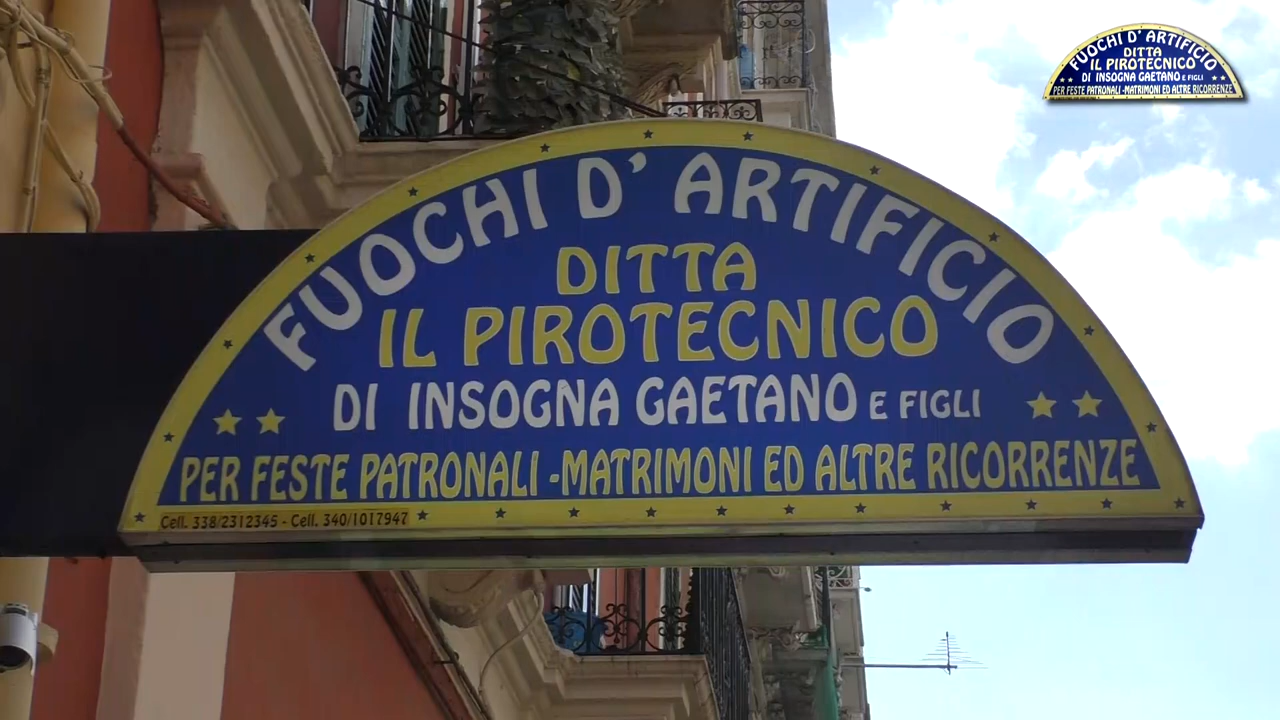 FUOCHI D' ARTIFICIO
DITTA
IL PIROTECNICO
DI INSOGNA GAETANO E FIGLI
PER FESTE PATRONALI -MATRIMONI ED ALTRE RICORRENZE
Cell. 338/2312345 - Cell. 340/1017947
FUOCHI D' ARTIFICIO
DITTA
IL PIROTECNICO
DI INSOGNA GAETANO E FIGLI
PER FESTE PATRONALI -MATRIMONI ED ALTRE RICORRENZE